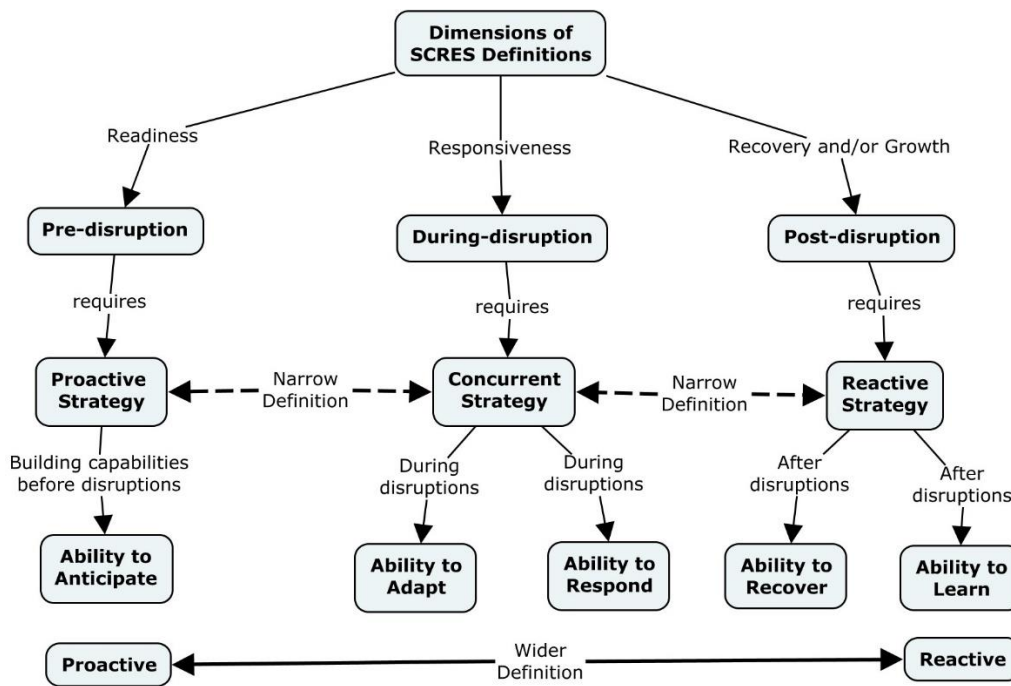 Dimensions of
SCRES Definitions
Readiness
Responsiveness
Recovery and/or Growth
Pre-disruption
During-disruption
Post-disruption
requires
requires
requires
Proactive
Strategy
Narrow
Definition
Concurrent
Strategy
Narrow
Definition
Reactive
Strategy
Building capabilities
before disruptions
During
disruptions
During
disruptions
After
disruptions
After
disruptions
Ability to
Anticipate
Ability to
Adapt
Ability to
Respond
Ability to
Recover
Ability to
Learn
Proactive
Wider
Definition
Reactive